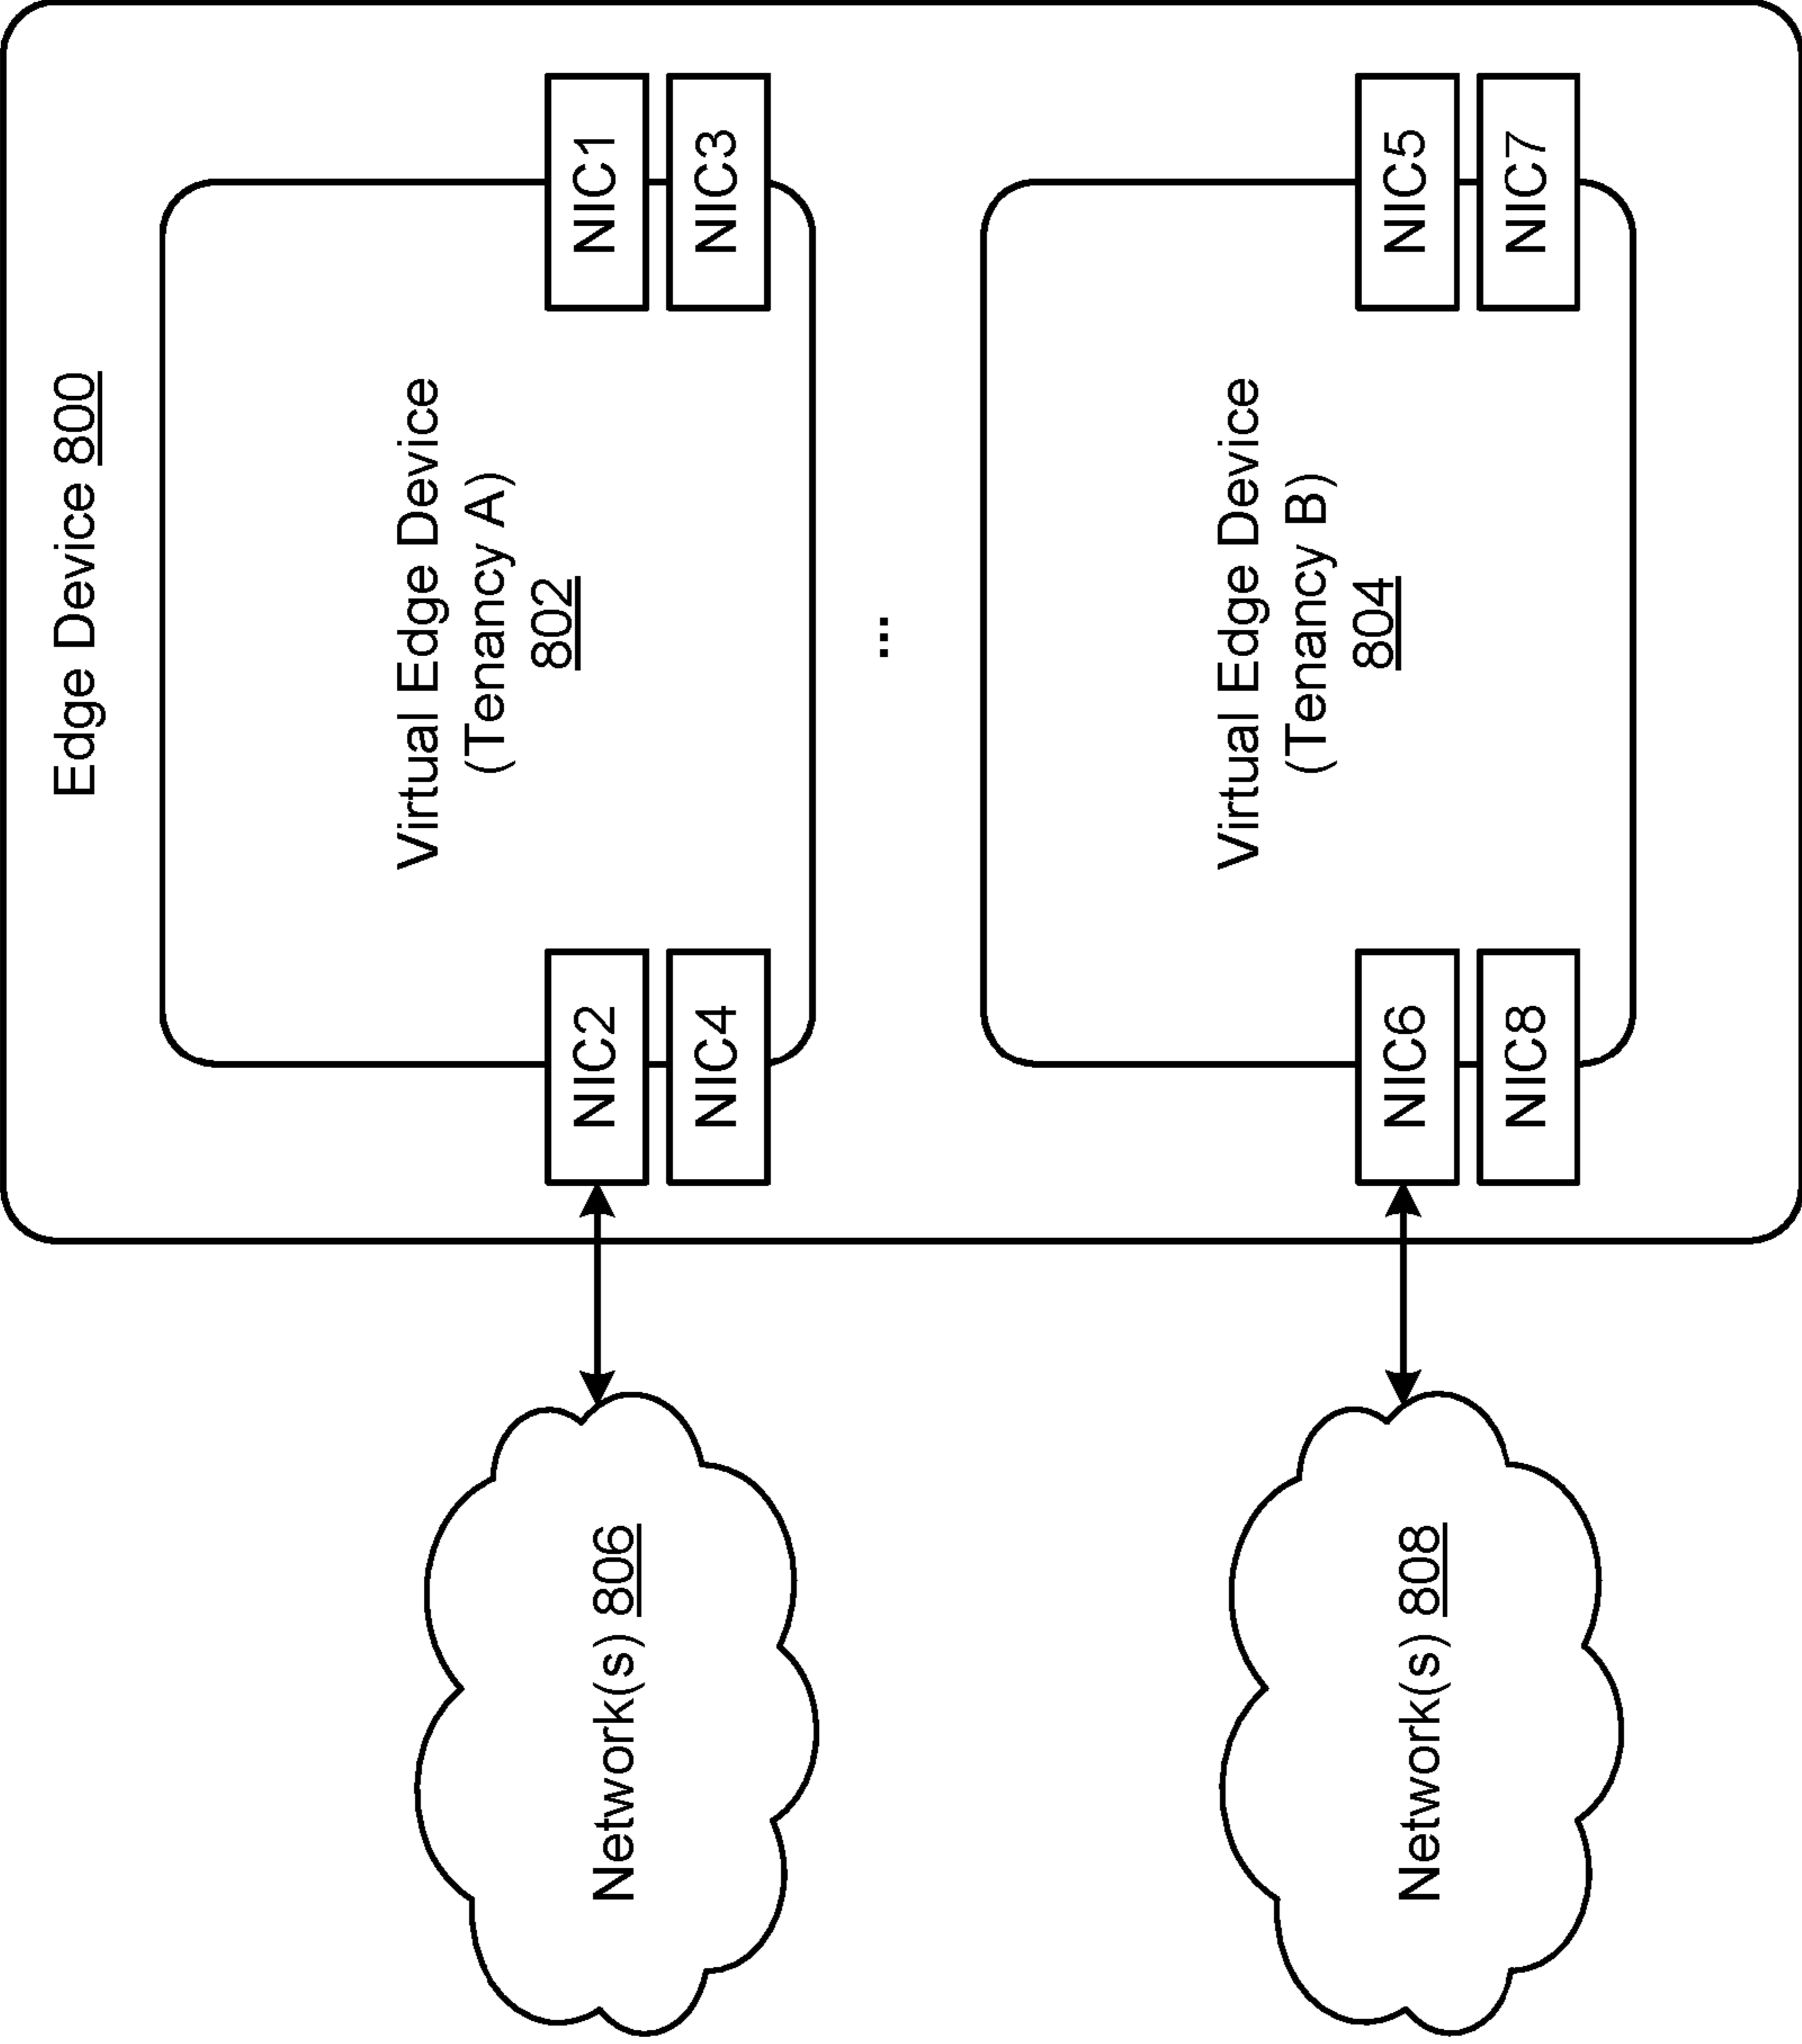 Edge Device 800
Virtual Edge Device
(Tenancy A)
802
NIC2
NIC4
NIC1
NIC3
Network(s) 806
...
Virtual Edge Device
(Tenancy B)
804
NIC6
NIC8
NIC5
NIC7
Network(s) 808